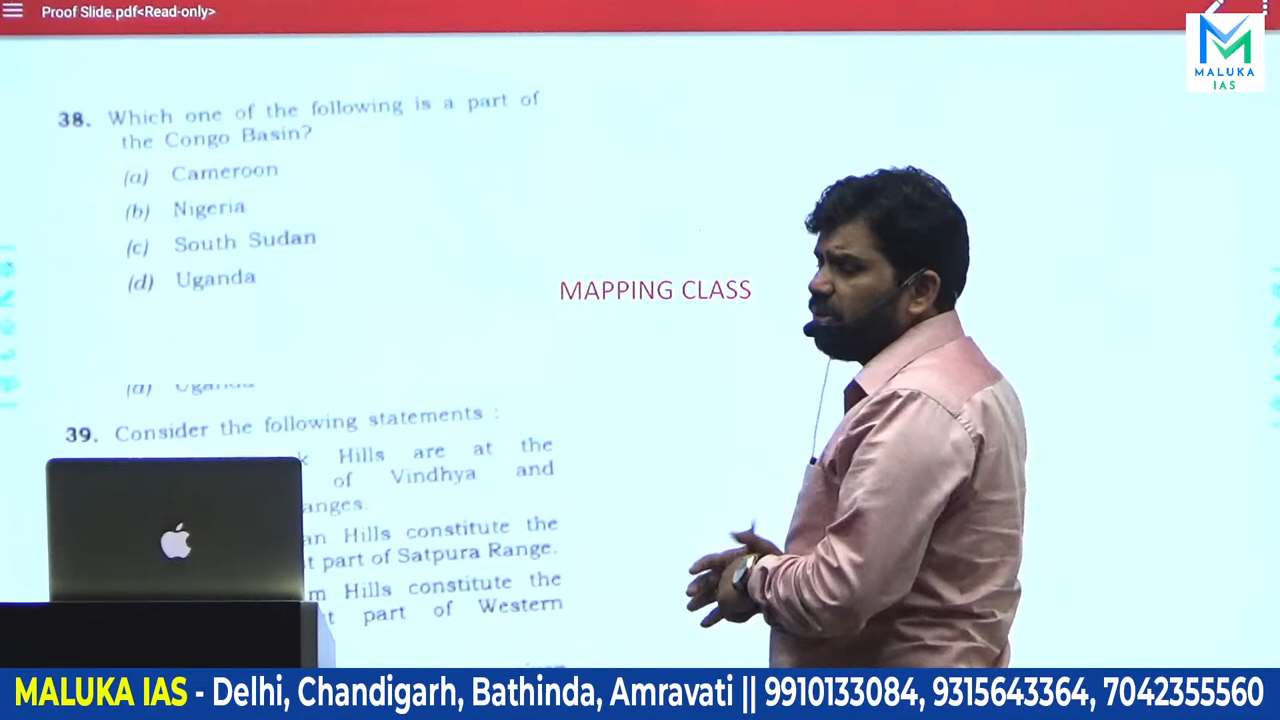 Proof Slide.pdf<Read-only>
MALUKA
IAS
38. Which one of the following is a part of
the Congo Basin?
(a) Cameroon
(b) Nigeria
(c) South Sudan
(d) Uganda
MAPPING CLASS
39. Consider the following statements :
Hills are at the
of Vindhya and
Hills constitute the
part of Satpura Range.
Hills constitute the
part of Western
MALUKA IAS - Delhi, Chandigarh, Bathinda, Amravati || 9910133084, 9315643364, 7042355560